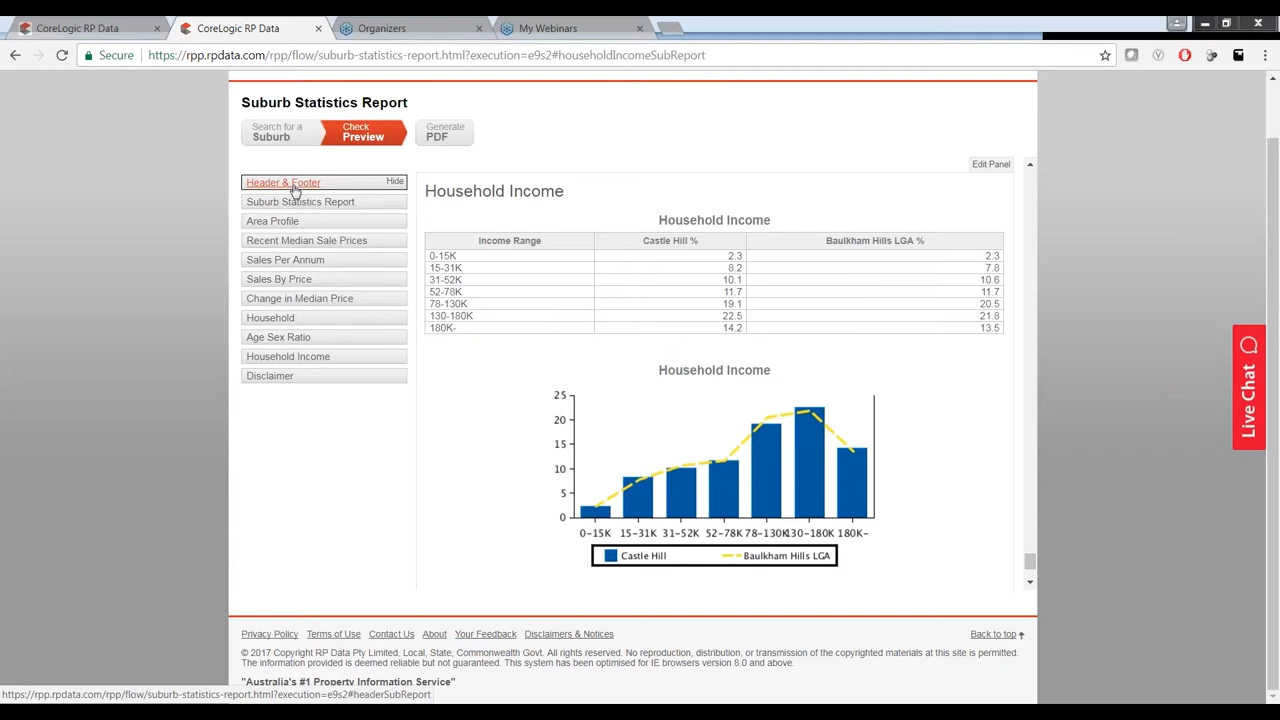 CoreLogic RP Data
CoreLogic RP Data
Organizers
My Webinars
Secure
https://rpp.rpdata.com/rpp/flow/suburb-statistics-report.html?execution=e9s2#householdIncomeSubReport
Suburb Statistics Report
Search for a
Suburb
Check
Preview
Generate
PDF
Edit Panel
Header & Footer
Hide
Suburb Statistics Report
Area Profile
Recent Median Sale Prices
Sales Per Annum
Sales By Price
Change in Median Price
Household
Age Sex Ratio
Household Income
Disclaimer
Household Income
Household Income
Income Range Castle Hill % Baulkham Hills LGA %
0-15K 2.3 2.3
15-31K 8.2 7.8
31-52K 10.1 10.6
52-78K 11.7 11.7
78-130K 19.1 20.5
130-180K 22.5 21.8
180K- 14.2 13.5
Household Income
25
20
15
10
5
0
0-15K 15-31K 31-52K 52-78K 78-130K 130-180K 180K-
Castle Hill
Baulkham Hills LGA
Live Chat
Privacy Policy Terms of Use Contact Us About Your Feedback Disclaimers & Notices
Back to top
© 2017 Copyright RP Data Pty Limited, Local, State, Commonwealth Govt. All rights reserved. No reproduction, distribution, or transmission of the copyrighted materials at this site is permitted.
The information provided is deemed reliable but not guaranteed. This system has been optimised for IE browsers version 8.0 and above.
"Australia's #1 Property Information Service"
https://rpp.rpdata.com/rpp/flow/suburb-statistics-report.html?execution=e9s2#headerSubReport